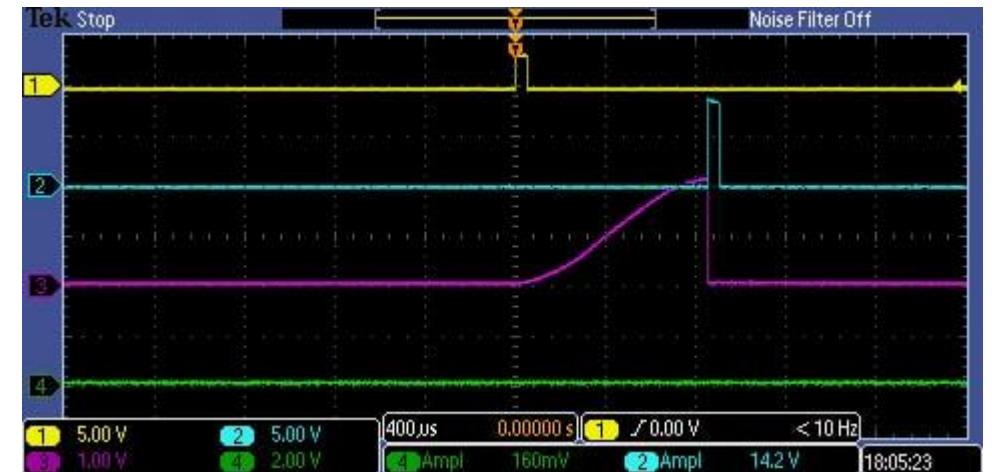 Tek Stop Noise Filter Off
1
2
3
4
1 5.00 V 2 5.00 V 400µs 0.00000 s 1 / 0.00 V < 10 Hz
3 1.00 V 4 2.00 V 4 Ampl 160mV 2 Ampl 14.2 V 18:05:23